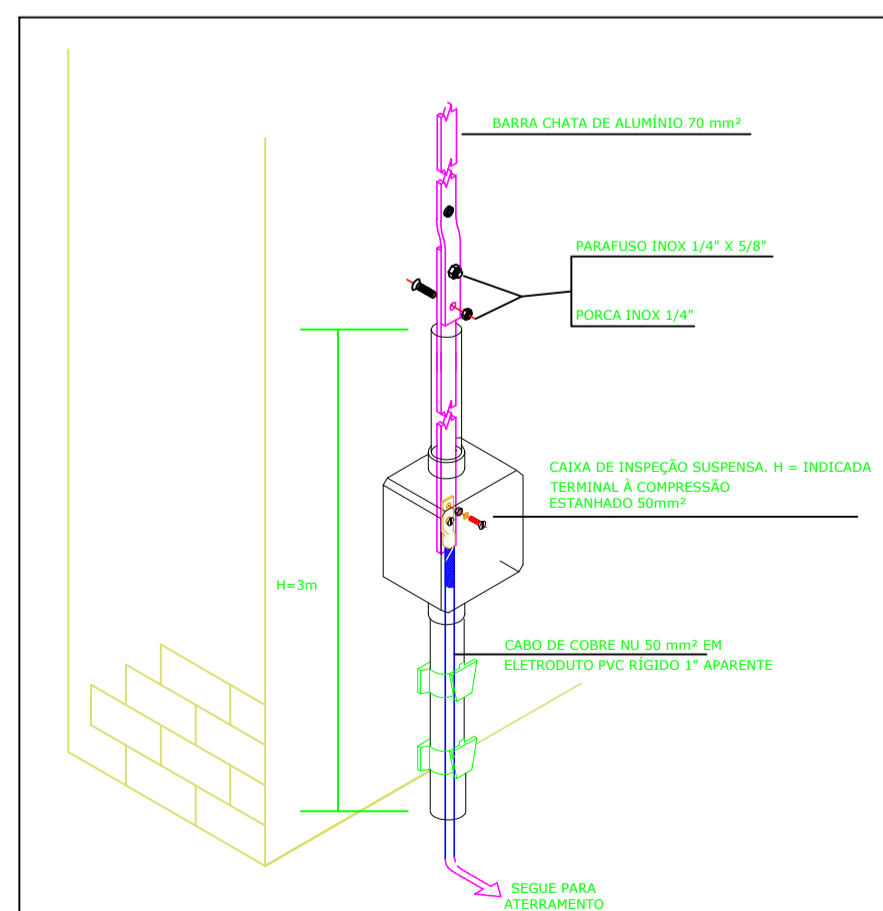 BARRA CHATA DE ALUMÍNIO 70 mm²
PARAFUSO INOX 1/4" X 5/8"
PORCA INOX 1/4"
CAIXA DE INSPEÇÃO SUSPENSA. H = INDICADA
TERMINAL À COMPRESSÃO
ESTANHADO 50mm²
H=3m
CABO DE COBRE NU 50 mm² EM
ELETRODUTO PVC RÍGIDO 1" APARENTE
SEGUE PARA
ATERRAMENTO